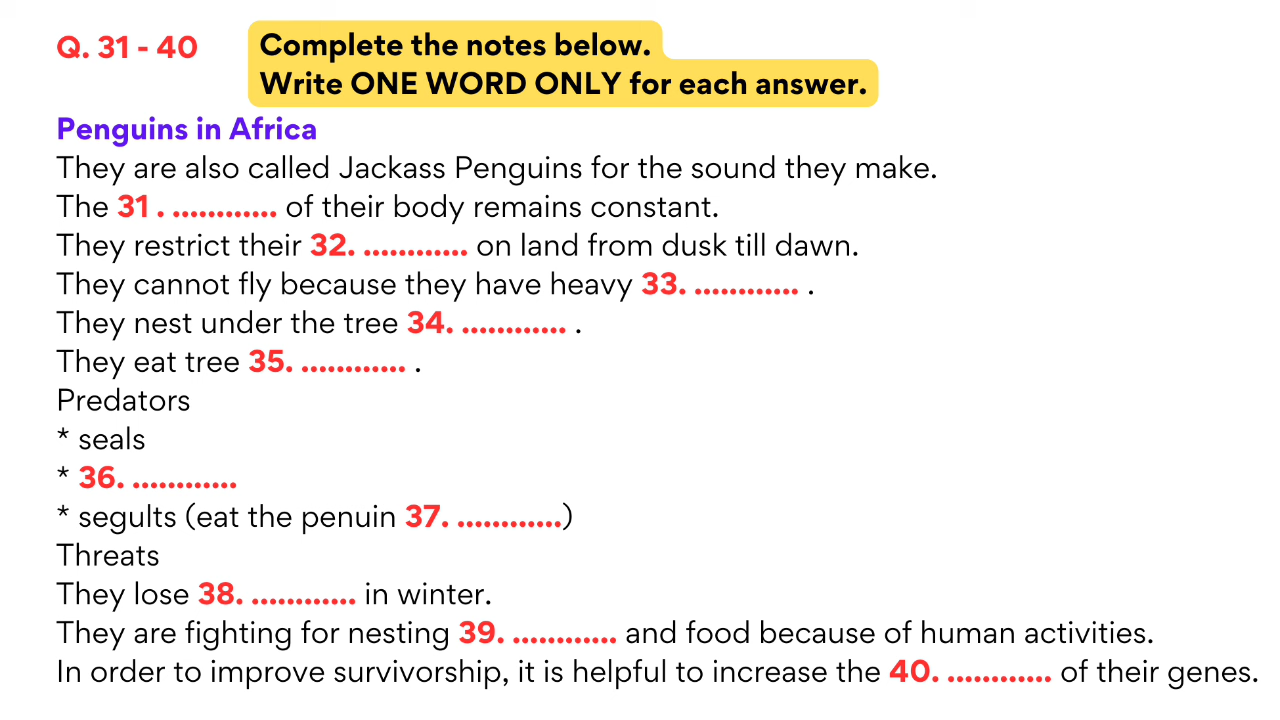 Q. 31 - 40
Complete the notes below.
Write ONE WORD ONLY for each answer.
Penguins in Africa
They are also called Jackass Penguins for the sound they make.
The 31 . ............ of their body remains constant.
They restrict their 32. ............ on land from dusk till dawn.
They cannot fly because they have heavy 33. ............ .
They nest under the tree 34. ............ .
They eat tree 35. ............ .
Predators
* seals
* 36. ............
* segults (eat the penuin 37. ............)
Threats
They lose 38. ............ in winter.
They are fighting for nesting 39. ............ and food because of human activities.
In order to improve survivorship, it is helpful to increase the 40. ............ of their genes.